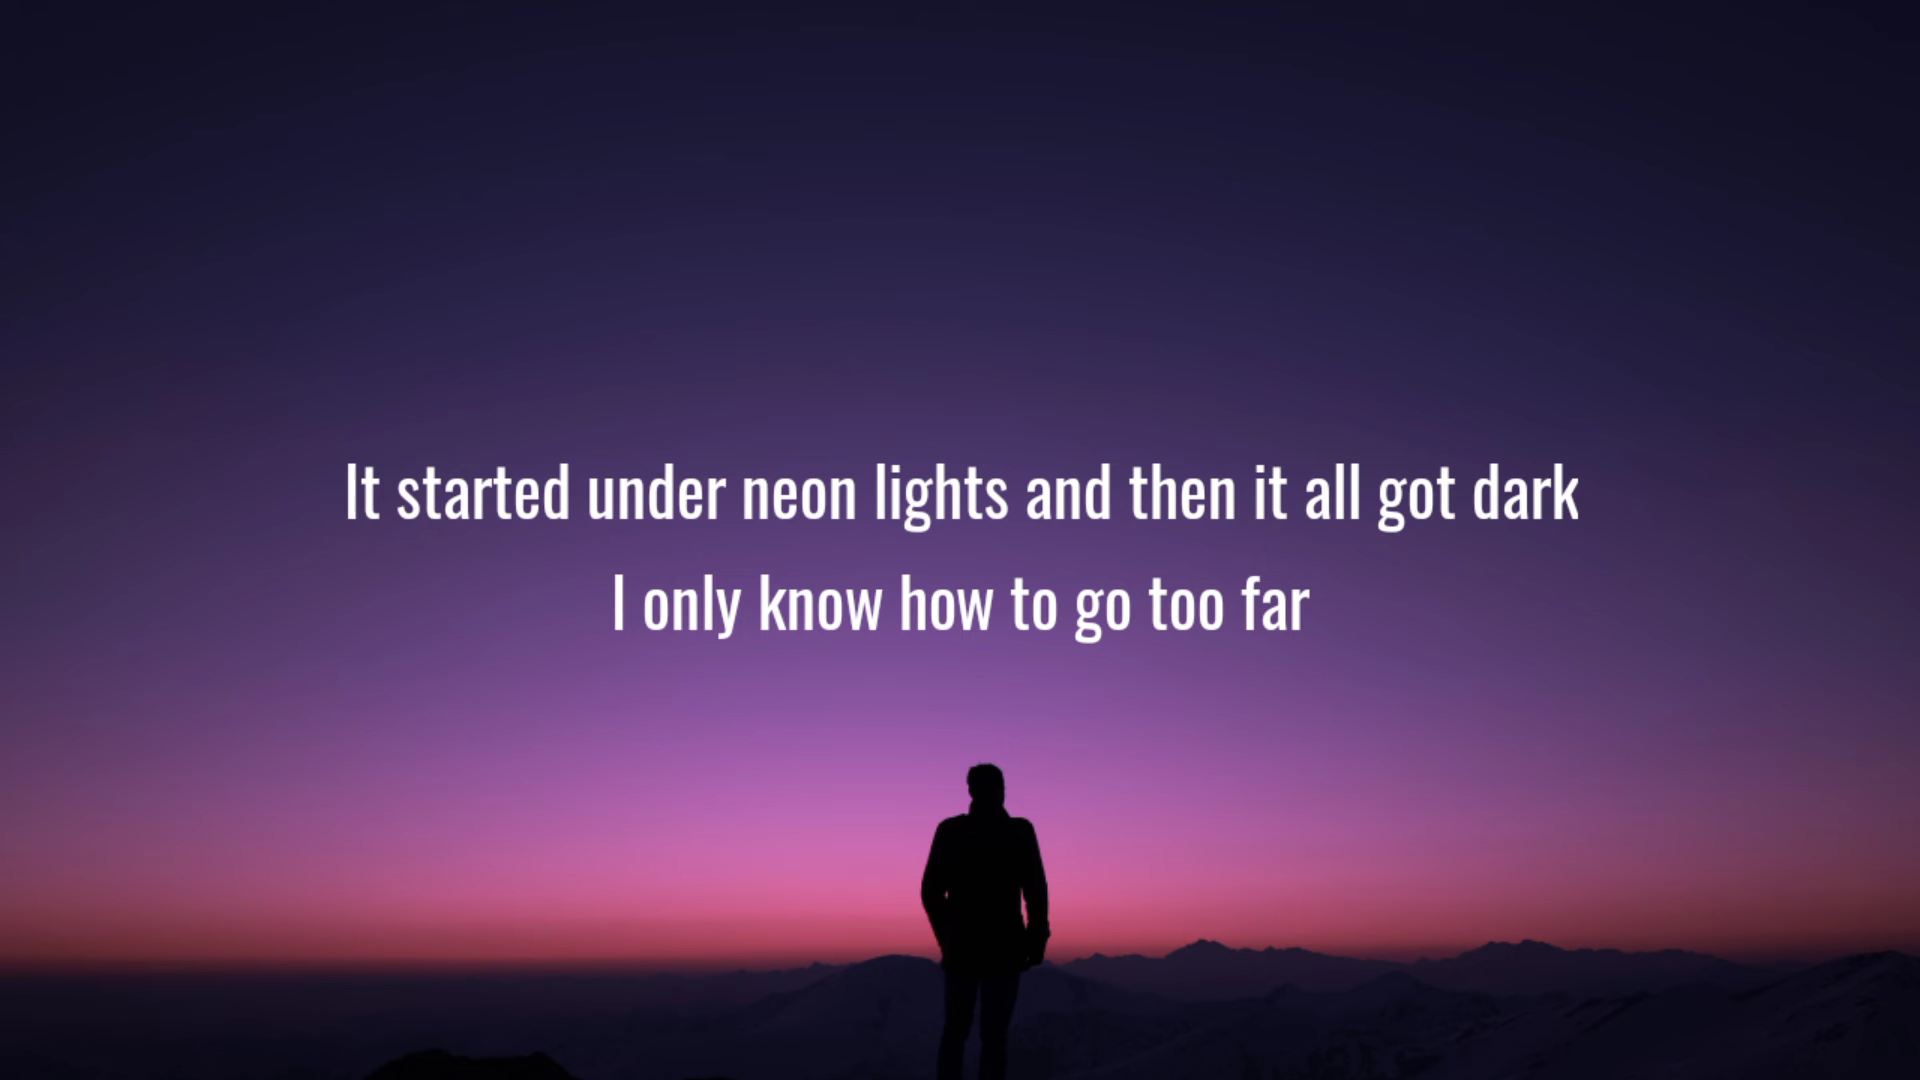 It started under neon lights and then it all got dark
I only know how to go too far